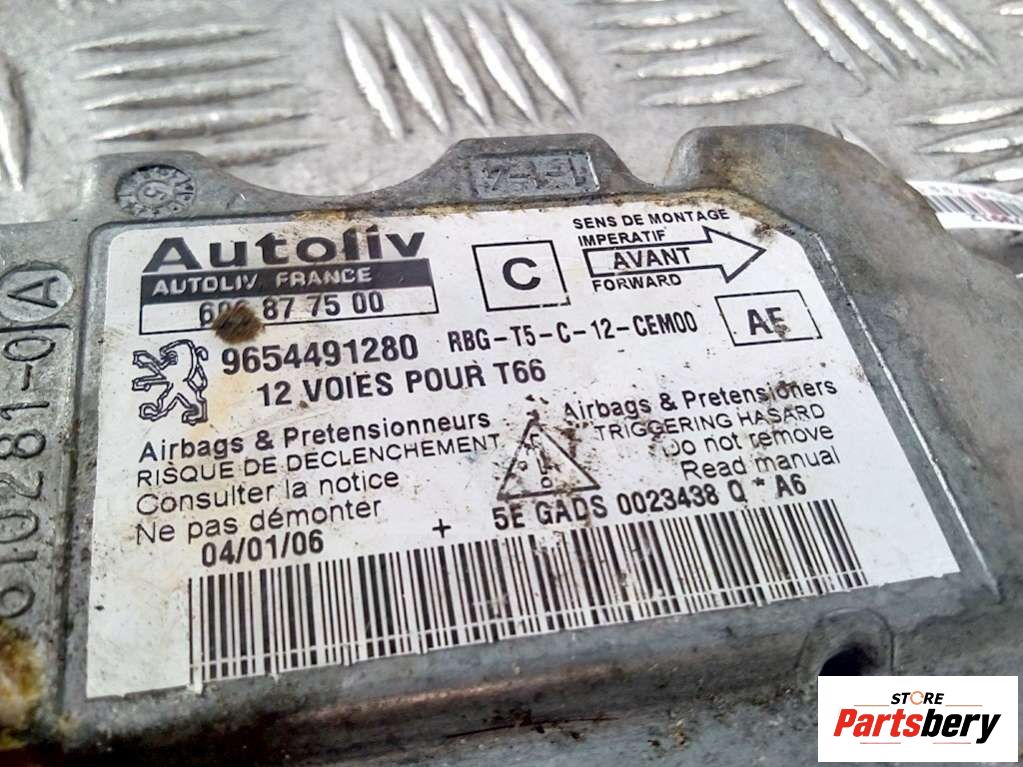 Autoliv
AUTOLIV FRANCE
87 75 00
C
SENS DE MONTAGE
IMPERATIF
AVANT
FORWARD
9654491280 RBG-T5-C-12-CEM00
12 VOIES POUR T66
Airbags & Pretensionneurs
RISQUE DE DECLENCHEMENT
Consulter la notice
Ne pas démonter
04/01/06
Airbags & Pretensioners
TRIGGERING HASARD
Do not remove
Read manual
+ 5E GADS 0023438 Q * A6
610281-0 A
STORE
Partsbery